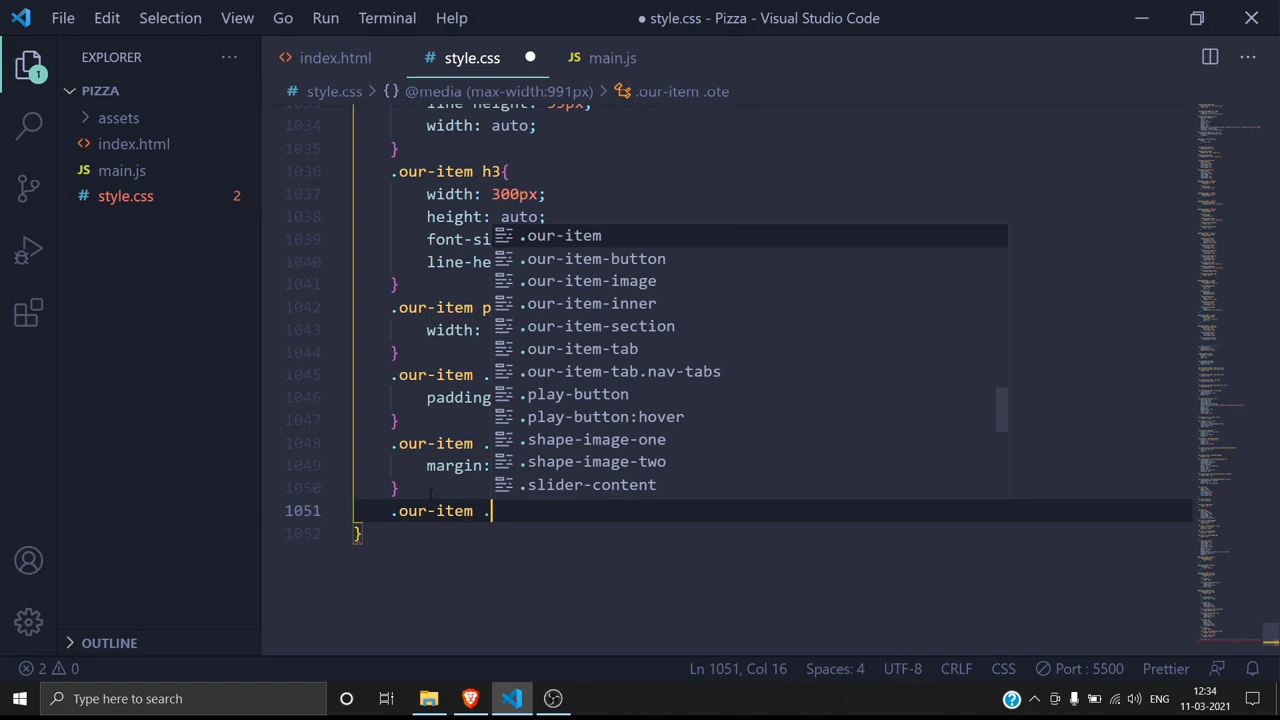 File Edit Selection View Go Run Terminal Help ● style.css - Pizza - Visual Studio Code
EXPLORER ···
index.html # style.css JS main.js
PIZZA
# style.css > {} @media (max-width:991px) > .our-item .ote
assets
index.html
JS main.js
# style.css 2
1034 width: auto;
1035 }
1036 .our-item h3{
1037 width: 300px;
1038 height: auto;
1039 font-si
1040 line-he
1041 }
1042 .our-item p
1043 width:
1044 }
1045 .our-item .
1046 padding
1047 }
1048 .our-item .
1049 margin:
1050 }
1051 .our-item .
1052 }
.our-item
.our-item-button
.our-item-image
.our-item-inner
.our-item-section
.our-item-tab
.our-item-tab.nav-tabs
.play-button
.play-button:hover
.shape-image-one
.shape-image-two
.slider-content
1
OUTLINE
2 0 Ln 1051, Col 16 Spaces: 4 UTF-8 CRLF CSS Port : 5500 Prettier
Type here to search
ENG 12:34
11-03-2021